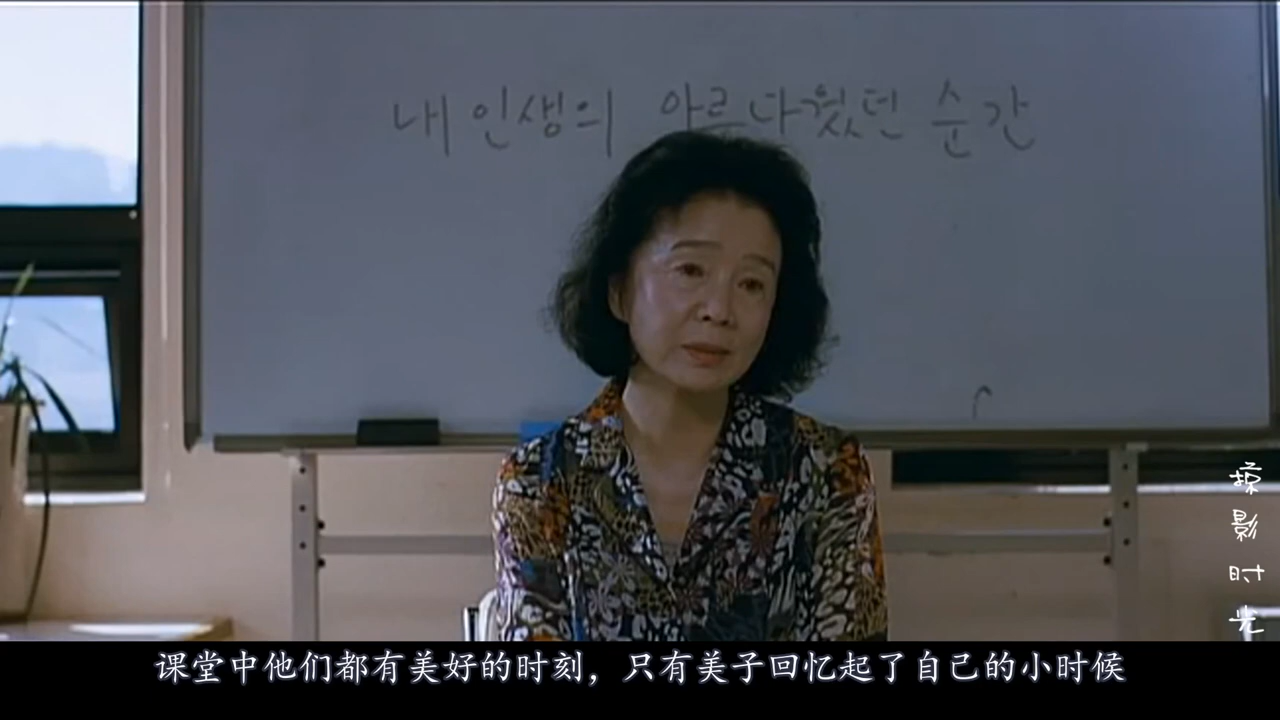 내 인생의 아름다웠던 순간
掠影时光
课堂中他们都有美好的时刻，只有美子回忆起了自己的小时候